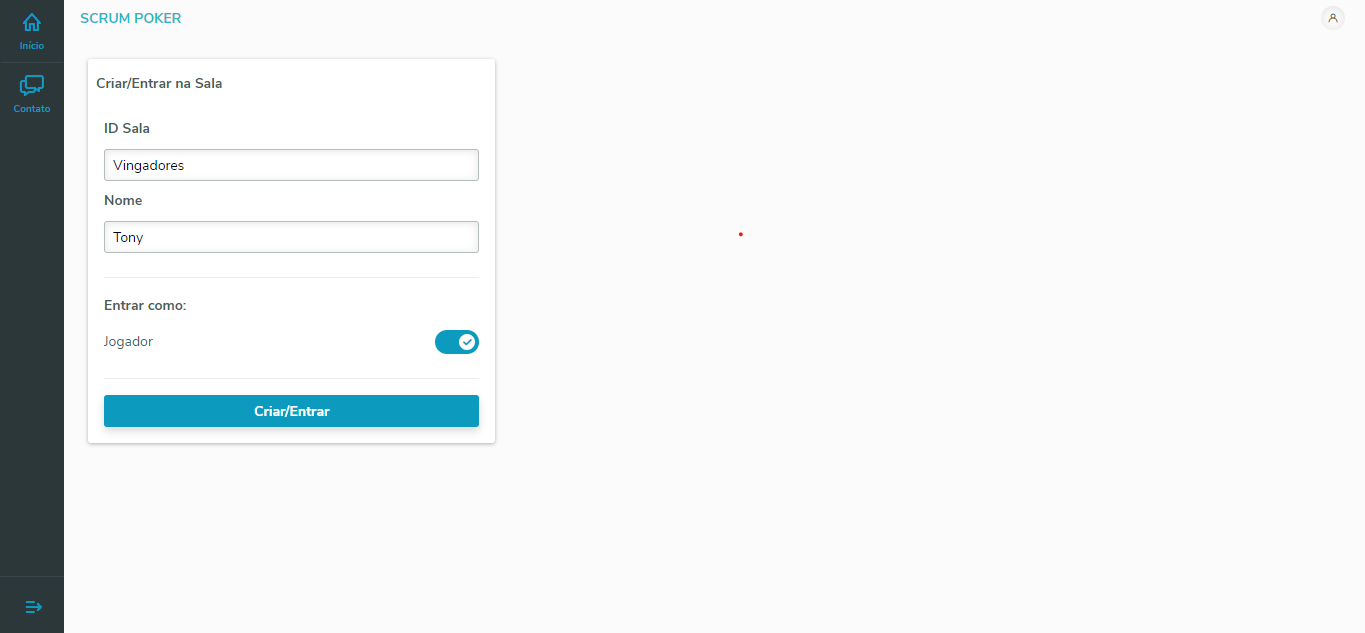 SCRUM POKER
Início
Contato
Criar/Entrar na Sala
ID Sala
Vingadores
Nome
Tony
Entrar como:
Jogador
Criar/Entrar